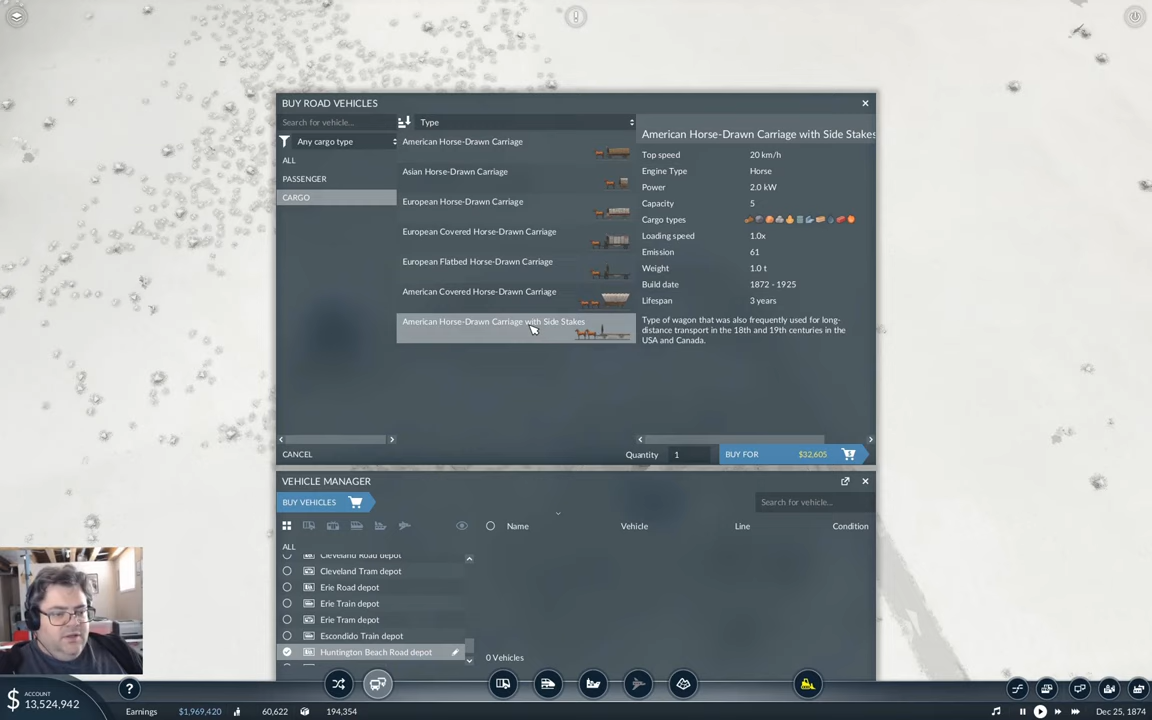 BUY ROAD VEHICLES
Search for vehicle...
Type
Any cargo type
ALL
PASSENGER
CARGO
American Horse-Drawn Carriage
Asian Horse-Drawn Carriage
European Horse-Drawn Carriage
European Covered Horse-Drawn Carriage
European Flatbed Horse-Drawn Carriage
American Covered Horse-Drawn Carriage
American Horse-Drawn Carriage with Side Stakes
American Horse-Drawn Carriage with Side Stakes
Top speed 20 km/h
Engine Type Horse
Power 2.0 kW
Capacity 5
Cargo types
Loading speed 1.0x
Emission 61
Weight 1.0 t
Build date 1872 - 1925
Lifespan 3 years
Type of wagon that was also frequently used for long-
distance transport in the 18th and 19th centuries in the
USA and Canada.
CANCEL
Quantity 1
BUY FOR $32,605
VEHICLE MANAGER
BUY VEHICLES
Search for vehicle...
Name Vehicle Line Condition
ALL
Cleveland Road depot
Cleveland Tram depot
Erie Road depot
Erie Train depot
Erie Tram depot
Escondido Train depot
Huntington Beach Road depot
0 Vehicles
$ ACCOUNT
13,524,942
?
Earnings $1,969,420 60,622 194,354
Dec 25, 1874